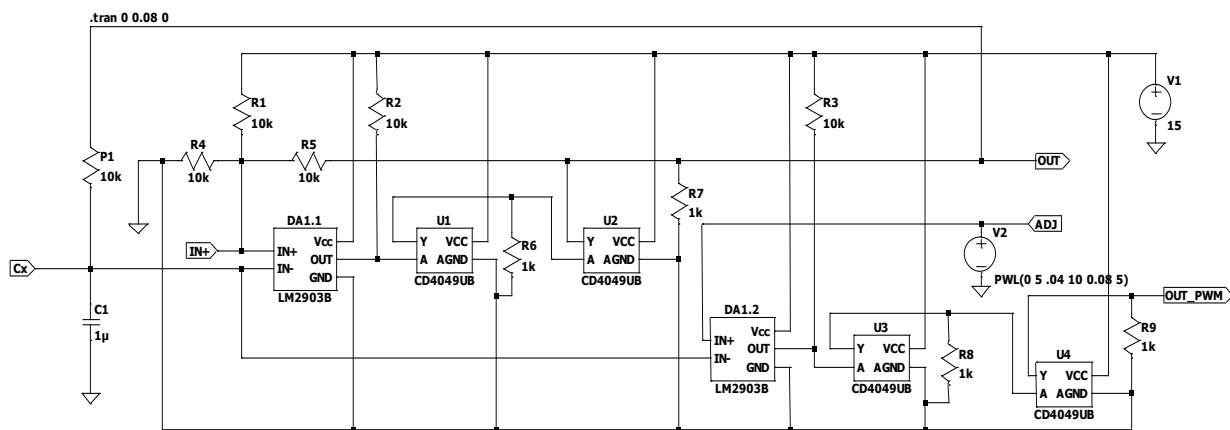 .tran 0 0.08 0
V1
15
R1
10k
R2
10k
R3
10k
P1
10k
R4
10k
R5
10k
OUT
R7
1k
DA1.1
IN+
IN+
IN-
Vcc
OUT
GND
LM2903B
U1
Y
A
VCC
AGND
CD4049UB
R6
1k
U2
Y
A
VCC
AGND
CD4049UB
ADJ
V2
PWL(0 5 .04 10 0.08 5)
Cx
C1
1µ
DA1.2
IN+
IN-
Vcc
OUT
GND
LM2903B
U3
Y
A
VCC
AGND
CD4049UB
R8
1k
U4
Y
A
VCC
AGND
CD4049UB
OUT_PWM
R9
1k